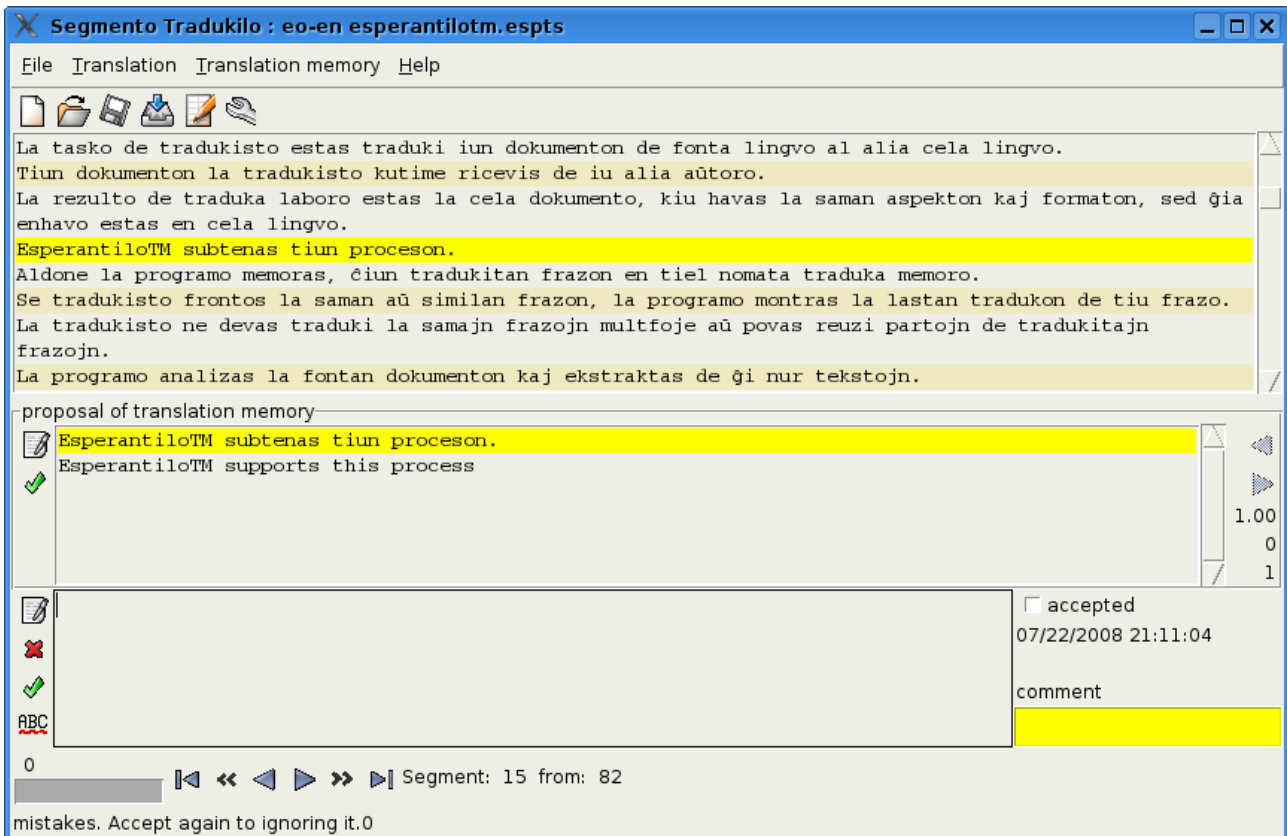 Segmento Tradukilo : eo-en esperantilotm.espts
File Translation Translation memory Help
La tasko de tradukisto estas traduki iun dokumenton de fonta lingvo al alia cela lingvo.
Tiun dokumenton la tradukisto kutime ricevis de iu alia aŭtoro.
La rezulto de traduka laboro estas la cela dokumento, kiu havas la saman aspekton kaj formaton, sed ĝia
enhavo estas en cela lingvo.
EsperantiloTM subtenas tiun proceson.
Aldone la programo memoras, ĉiun tradukitan frazon en tiel nomata traduka memoro.
Se tradukisto frontos la saman aŭ similan frazon, la programo montras la lastan tradukon de tiu frazo.
La tradukisto ne devas traduki la samajn frazojn multfoje aŭ povas reuzi partojn de tradukitajn
frazojn.
La programo analizas la fontan dokumenton kaj ekstraktas de ĝi nur tekstojn.
proposal of translation memory
EsperantiloTM subtenas tiun proceson.
EsperantiloTM supports this process
1.00
0
1
accepted
07/22/2008 21:11:04
comment
ABC
0
Segment: 15 from: 82
mistakes. Accept again to ignoring it.0